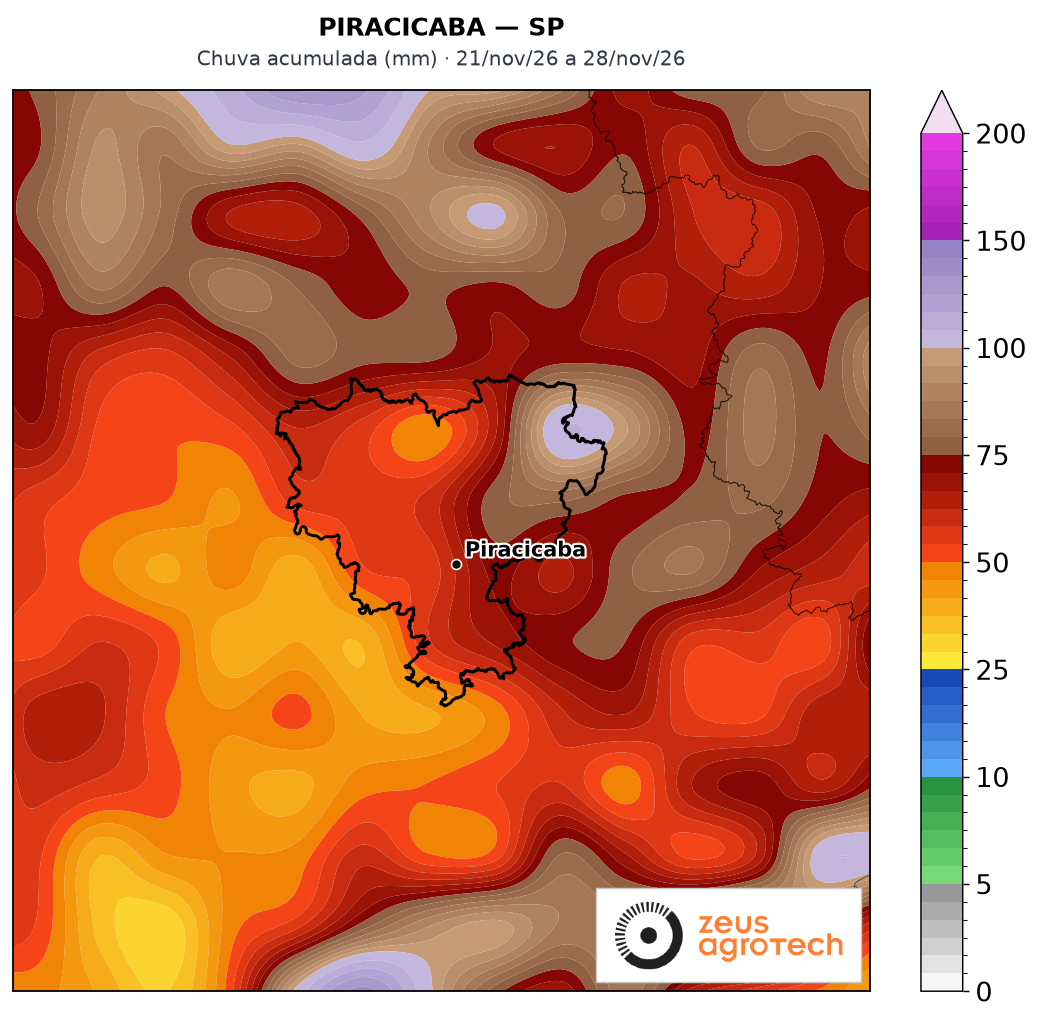 PIRACICABA — SP
Chuva acumulada (mm) · 21/nov/26 a 28/nov/26
200
150
100
75
50
25
10
5
0
Piracicaba
zeus
agrotech